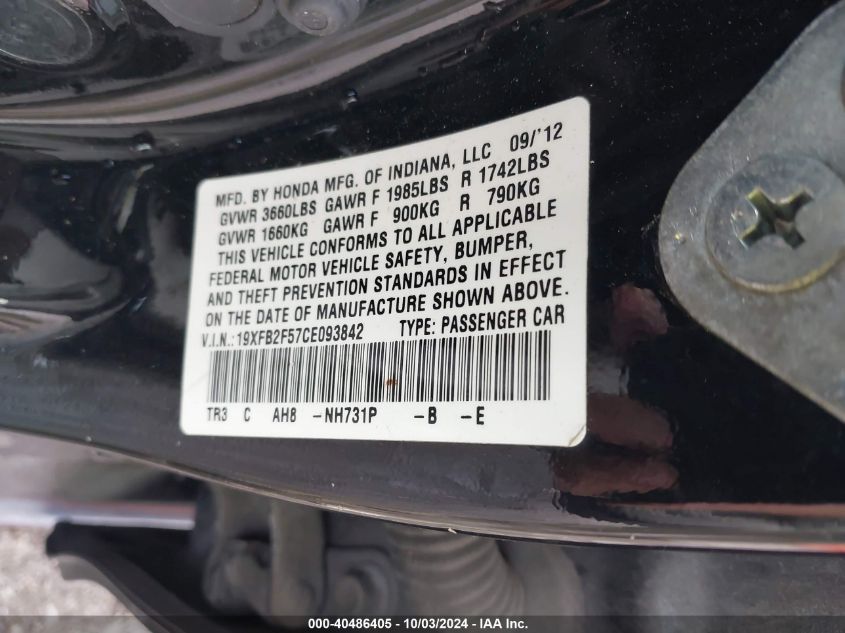 MFD. BY HONDA MFG. OF INDIANA, LLC 09/'12
GVWR 3660LBS GAWR F 1985LBS R 1742LBS
GVWR 1660KG GAWR F 900KG R 790KG
THIS VEHICLE CONFORMS TO ALL APPLICABLE
FEDERAL MOTOR VEHICLE SAFETY, BUMPER,
AND THEFT PREVENTION STANDARDS IN EFFECT
ON THE DATE OF MANUFACTURE SHOWN ABOVE.
V.I.N.:19XFB2F57CE093842 TYPE: PASSENGER CAR
TR3 C AH8 -NH731P -B -E
000-40486405 - 10/03/2024 - IAA Inc.